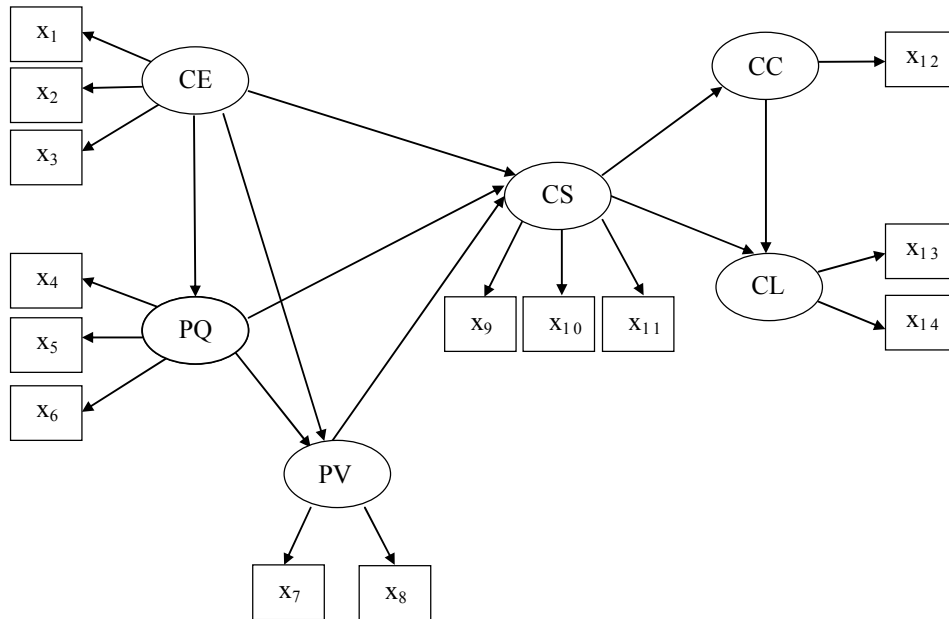 x₁
x₂
x₃
CE
CC
x₁₂
CS
x₄
x₅
x₆
PQ
x₉
x₁₀
x₁₁
CL
x₁₃
x₁₄
PV
x₇
x₈